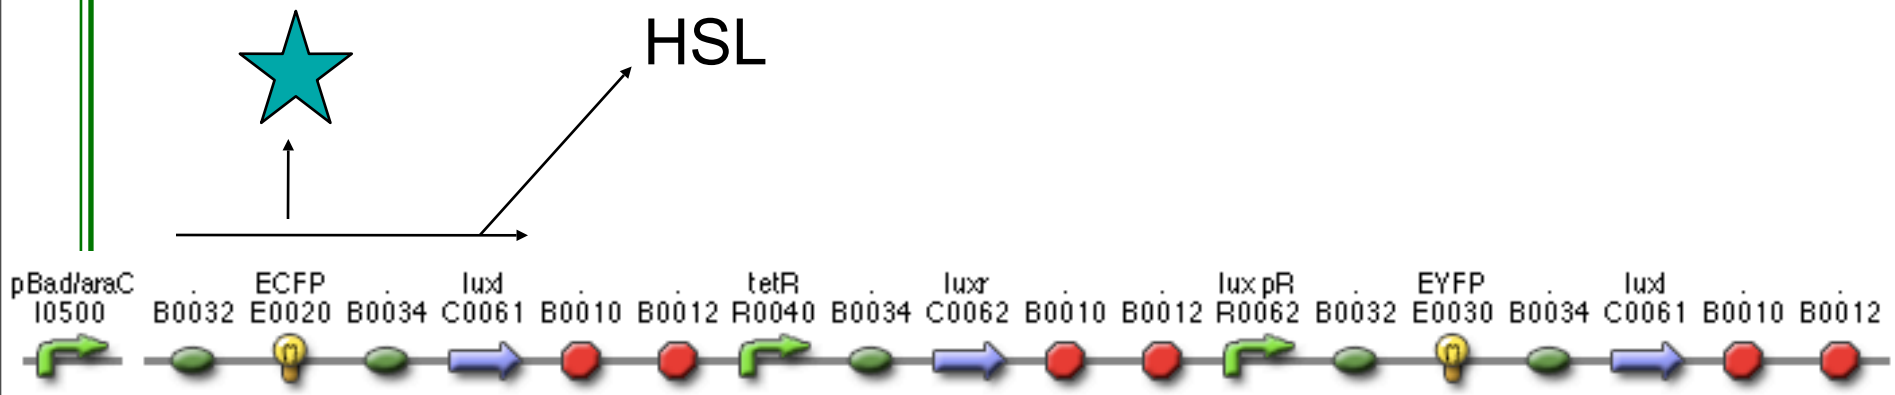 HSL
pBad/araC . ECFP . luxI . . tetR . luxr . . lux pR . EYFP . luxI . .
I0500 B0032 E0020 B0034 C0061 B0010 B0012 R0040 B0034 C0062 B0010 B0012 R0062 B0032 E0030 B0034 C0061 B0010 B0012